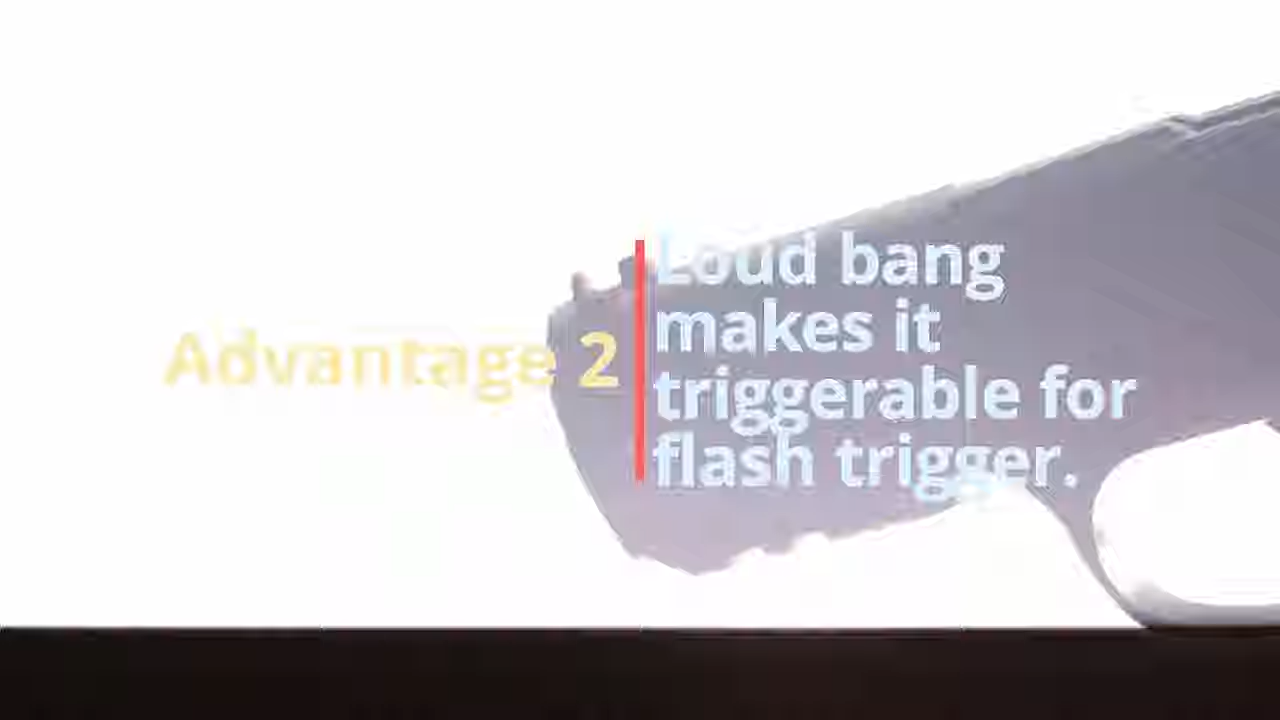 Advantage 2
Loud bang
makes it
triggerable for
flash trigger.